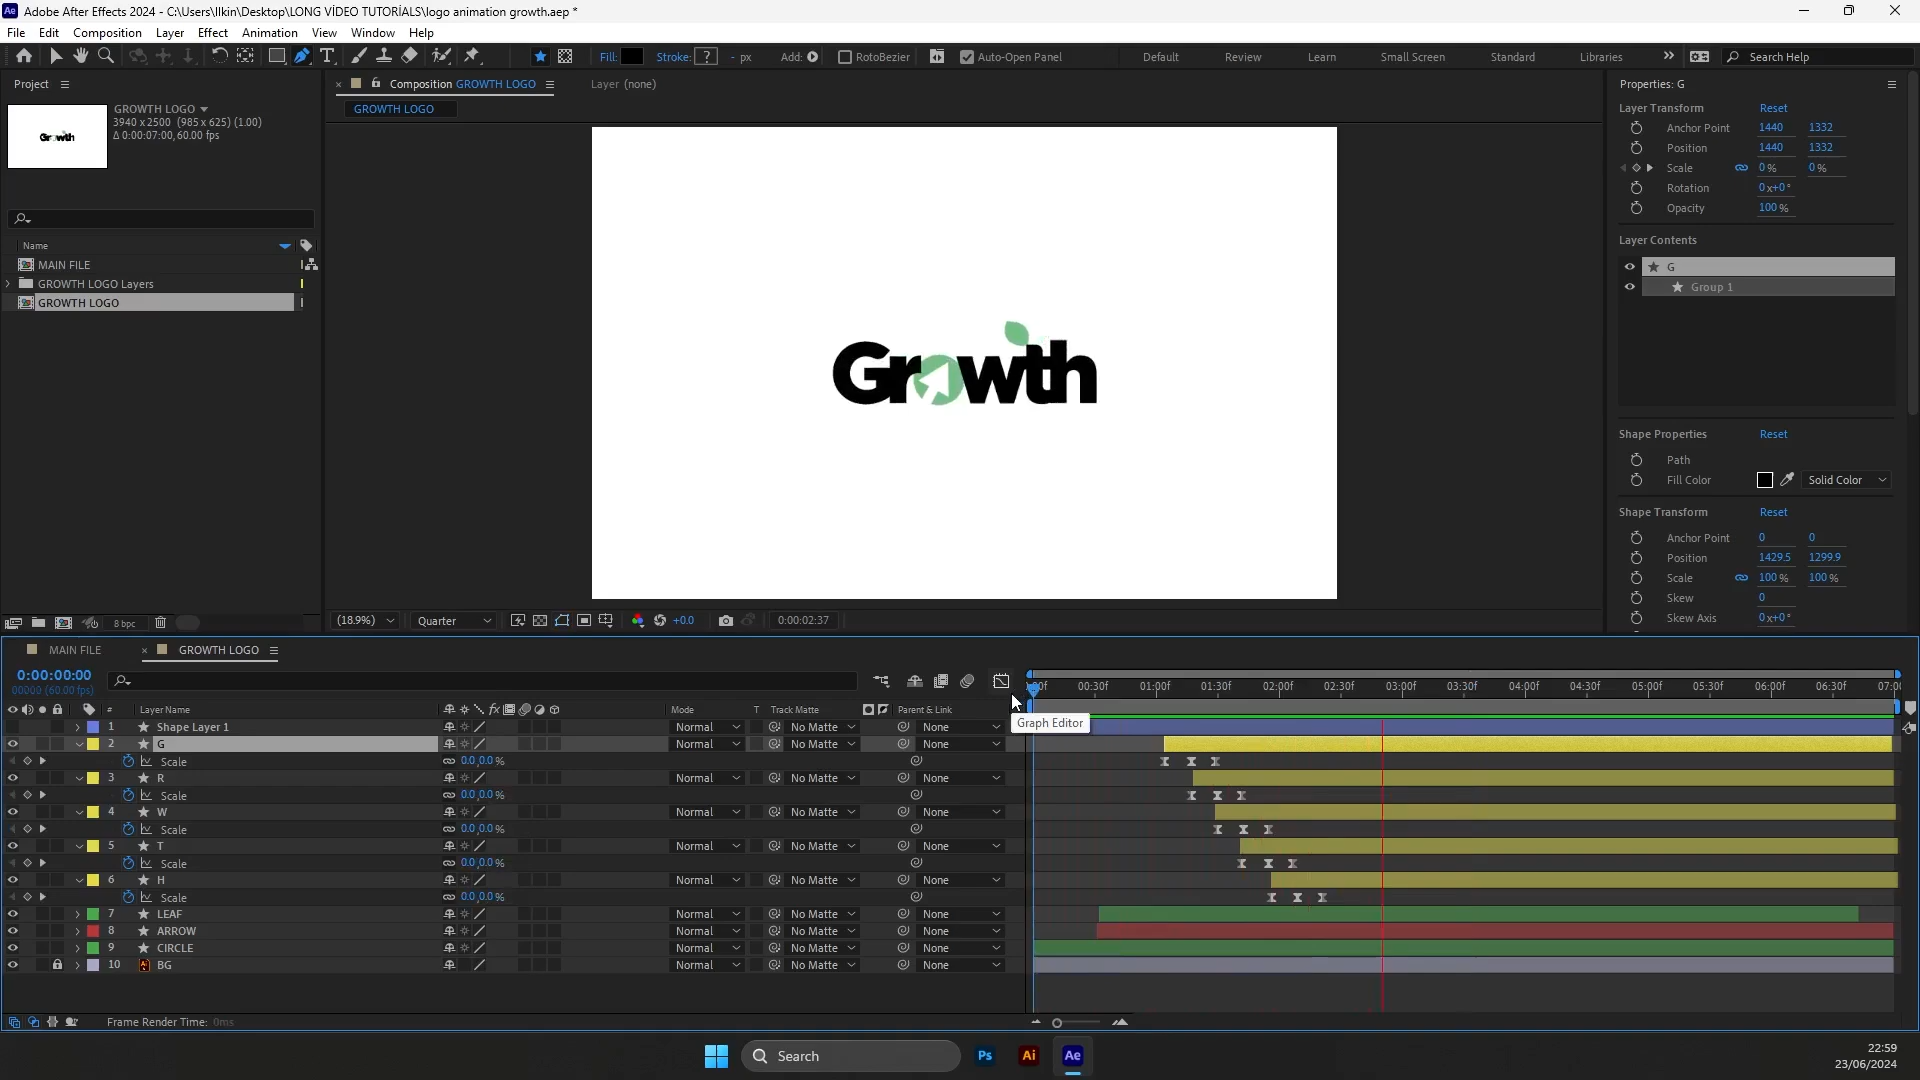 Adobe After Effects 2024 - C:\Users\Ilkin\Desktop\LONG VİDEO TUTORİALS\logo animation growth.aep *
File Edit Composition Layer Effect Animation View Window Help
Fill: Stroke: ? - px Add: RotoBezier Auto-Open Panel Default Review Learn Small Screen Standard Libraries Search Help
Project
GROWTH LOGO
3940 x 2500 (985 x 625) (1.00)
Δ 0:00:07:00, 60.00 fps
Growth
Name
MAIN FILE
GROWTH LOGO Layers
GROWTH LOGO
8 bpc
Composition GROWTH LOGO
Layer (none)
GROWTH LOGO
Growth
(18.9%) Quarter +0.0 0:00:02:37
Properties: G
Layer Transform Reset
Anchor Point 1440 1332
Position 1440 1332
Scale 0 % 0 %
Rotation 0x+0°
Opacity 100 %
Layer Contents
G
Group 1
Shape Properties Reset
Path
Fill Color Solid Color
Shape Transform Reset
Anchor Point 0 0
Position 1429.5 1299.9
Scale 100 % 100 %
Skew 0
Skew Axis 0x+0°
MAIN FILE GROWTH LOGO
0:00:00:00
00000 (60.00 fps)
00:30f 01:00f 01:30f 02:00f 02:30f 03:00f 03:30f 04:00f 04:30f 05:00f 05:30f 06:00f 06:30f 07:0
# Layer Name Mode T Track Matte Parent & Link
Graph Editor
1 Shape Layer 1 Normal No Matte None
2 G Normal No Matte None
Scale 0.0,0.0 %
3 R Normal No Matte None
Scale 0.0,0.0 %
4 W Normal No Matte None
Scale 0.0,0.0 %
5 T Normal No Matte None
Scale 0.0,0.0 %
6 H Normal No Matte None
Scale 0.0,0.0 %
7 LEAF Normal No Matte None
8 ARROW Normal No Matte None
9 CIRCLE Normal No Matte None
10 BG Normal No Matte None
Frame Render Time: 0ms
Search Ps Ai Ae
22:59
23/06/2024